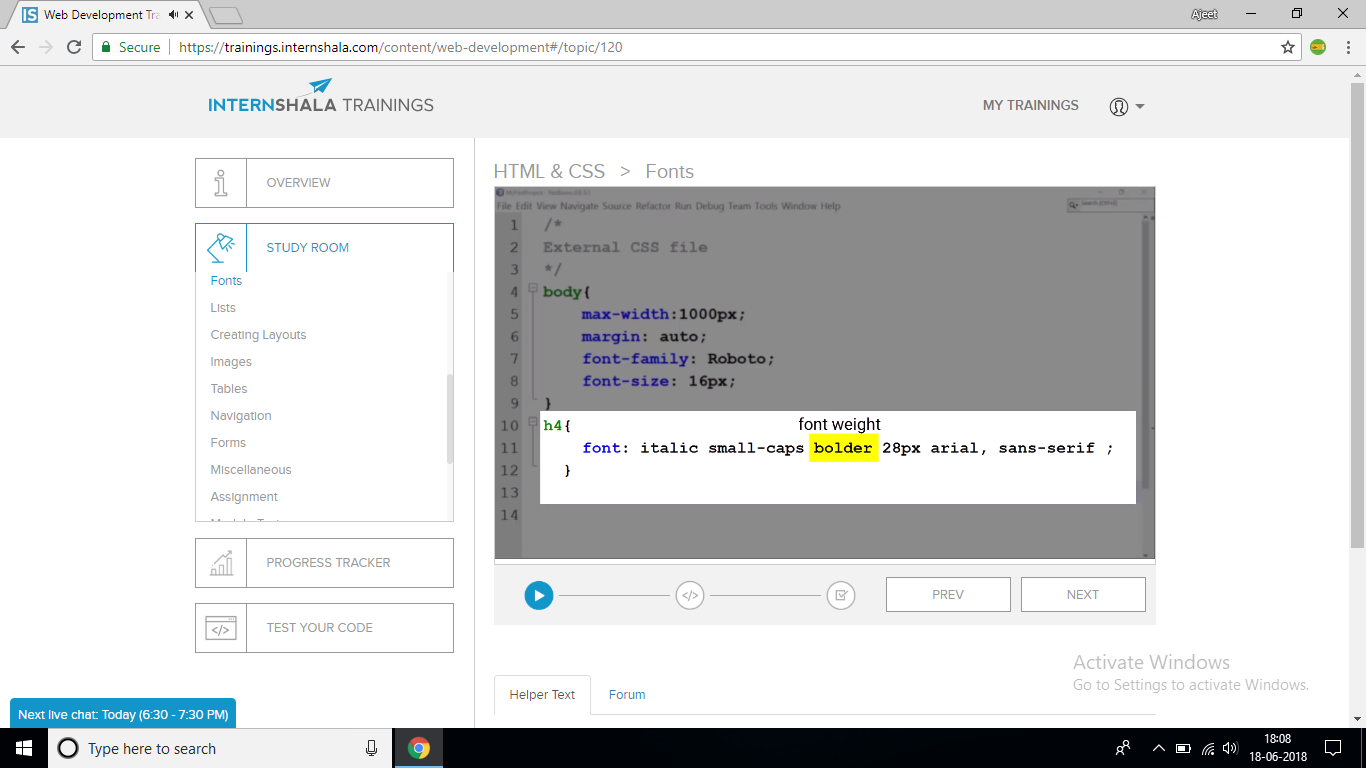 Web Development Tra
Ajeet
Secure
https://trainings.internshala.com/content/web-development#/topic/120
INTERNSHALA TRAININGS
MY TRAININGS
OVERVIEW
STUDY ROOM
Fonts
Lists
Creating Layouts
Images
Tables
Navigation
Forms
Miscellaneous
Assignment
PROGRESS TRACKER
TEST YOUR CODE
HTML & CSS > Fonts
File Edit View Navigate Source Refactor Run Debug Team Tools Window Help
1 /*
2 External CSS file
3 */
4 body{
5 max-width:1000px;
6 margin: auto;
7 font-family: Roboto;
8 font-size: 16px;
9 }
font weight
10 h4{
11 font: italic small-caps bolder 28px arial, sans-serif ;
12 }
13
14
</>
PREV
NEXT
Helper Text
Forum
Activate Windows
Go to Settings to activate Windows.
Next live chat: Today (6:30 - 7:30 PM)
Type here to search
18:08
18-06-2018